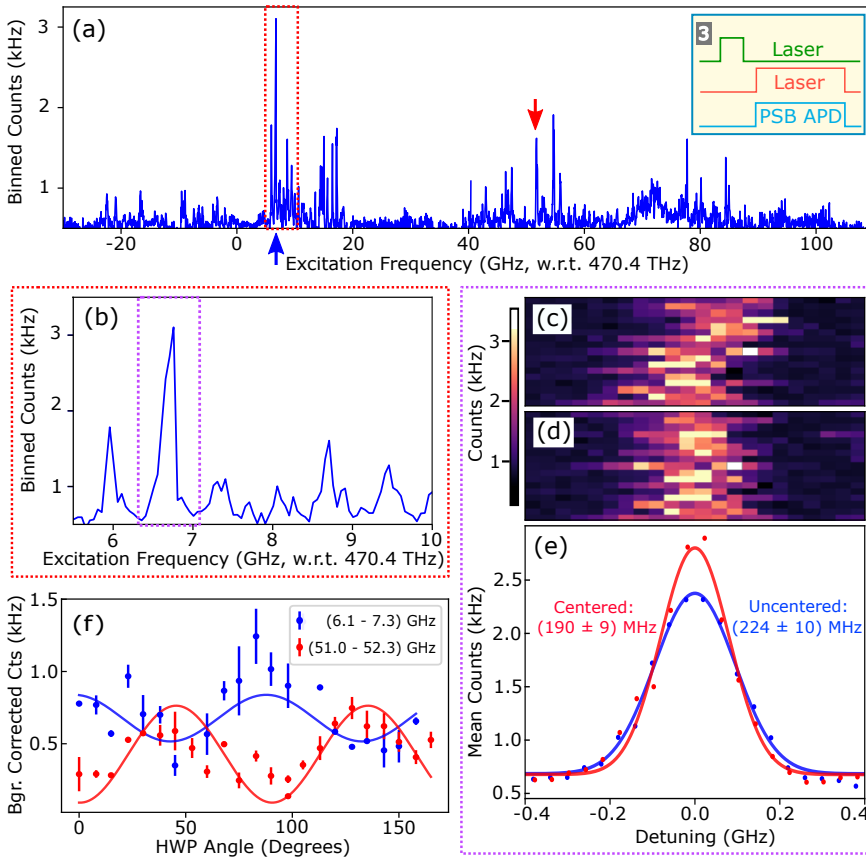 (a)
3
2
1
Binned Counts (kHz)
-20
0
20
40
60
80
100
Excitation Frequency (GHz, w.r.t. 470.4 THz)
3
Laser
Laser
PSB APD
(b)
3
2
1
Binned Counts (kHz)
6
7
8
9
10
Excitation Frequency (GHz, w.r.t. 470.4 THz)
(c)
(d)
3
2
1
Counts (kHz)
(e)
Centered:
(190 ± 9) MHz
Uncentered:
(224 ± 10) MHz
2.5
2.0
1.5
1.0
0.5
Mean Counts (kHz)
-0.4
-0.2
0.0
0.2
0.4
Detuning (GHz)
(f)
(6.1 - 7.3) GHz
(51.0 - 52.3) GHz
1.5
1.0
0.5
0.0
Bgr. Corrected Cts (kHz)
0
50
100
150
HWP Angle (Degrees)